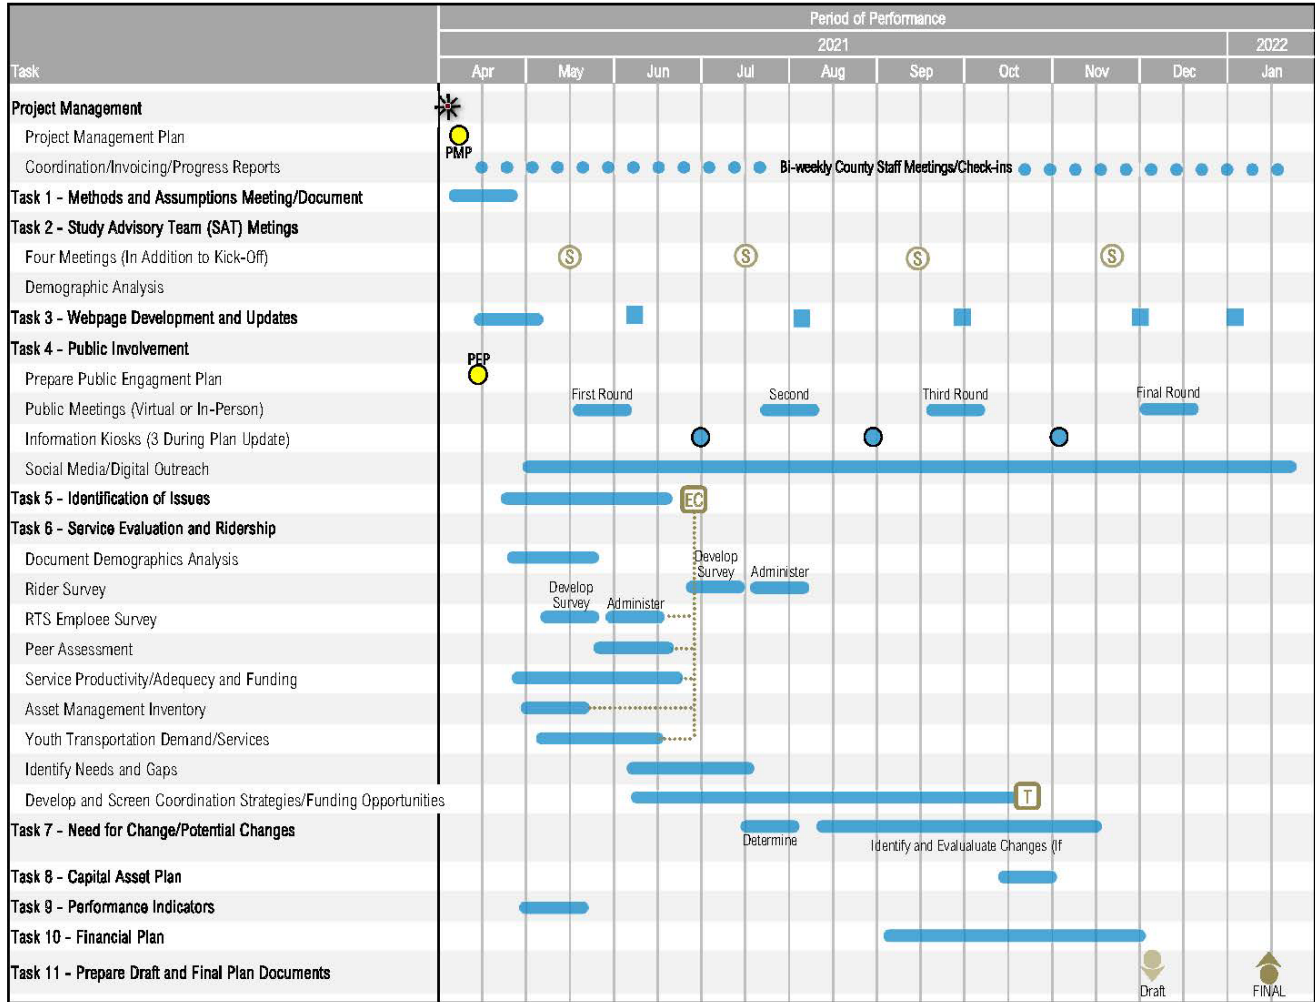 Period of Performance
2021 2022
Task Apr May Jun Jul Aug Sep Oct Nov Dec Jan
Project Management
Project Management Plan
PMP
Coordination/Invoicing/Progress Reports Bi-weekly County Staff Meetings/Check-ins
Task 1 - Methods and Assumptions Meeting/Document
Task 2 - Study Advisory Team (SAT) Metings
Four Meetings (In Addition to Kick-Off) S S S S
Demographic Analysis
Task 3 - Webpage Development and Updates
Task 4 - Public Involvement
PEP
Prepare Public Engagment Plan
First Round Second Third Round Final Round
Public Meetings (Virtual or In-Person)
Information Kiosks (3 During Plan Update)
Social Media/Digital Outreach
Task 5 - Identification of Issues EC
Task 6 - Service Evaluation and Ridership
Document Demographics Analysis
Develop
Survey Administer
Rider Survey
Develop
Survey Administer
RTS Emploee Survey
Peer Assessment
Service Productivity/Adequecy and Funding
Asset Management Inventory
Youth Transportation Demand/Services
Identify Needs and Gaps
Develop and Screen Coordination Strategies/Funding Opportunities T
Task 7 - Need for Change/Potential Changes
Determine Identify and Evalualuate Changes (If
Task 8 - Capital Asset Plan
Task 9 - Performance Indicators
Task 10 - Financial Plan
Task 11 - Prepare Draft and Final Plan Documents
Draft FINAL